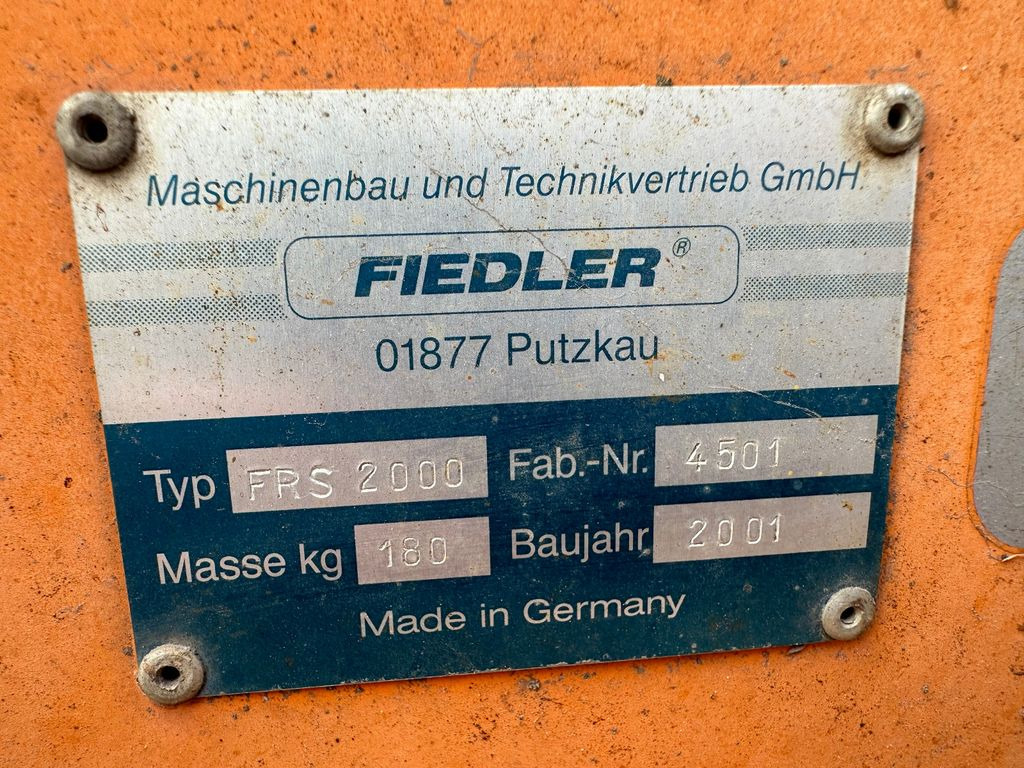 Maschinenbau und Technikvertrieb GmbH
FIEDLER®
01877 Putzkau
Typ FRS 2000 Fab.-Nr. 4501
Masse kg 180 Baujahr 2001
Made in Germany